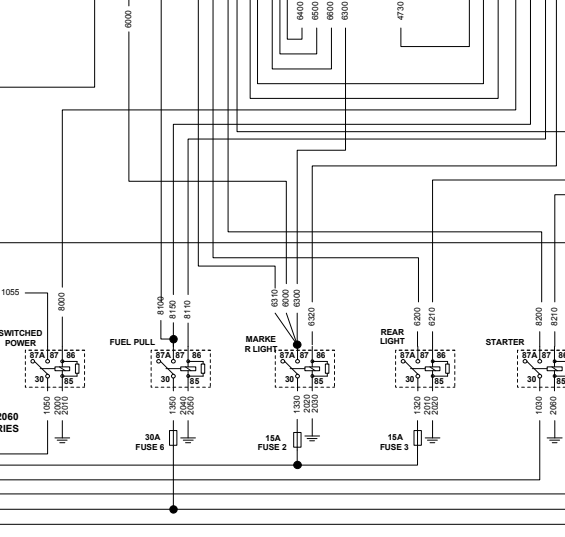 6000
6400
6500
6600
6300
4730
1055
8000
8100
8150
8110
6310
6000
6300
6320
6200
6210
8200
8210
SWITCHED
POWER
FUEL PULL
MARKE
R LIGHT
REAR
LIGHT
STARTER
87A 87 86
30 85
87A 87 86
30 85
87A 87 86
30 85
87A 87 86
30 85
87A 87
30 85
1050
2000
2010
1350
2040
2050
1330
2020
2030
1320
2010
2020
1030
2060
2060
RIES
30A
FUSE 6
15A
FUSE 2
15A
FUSE 3